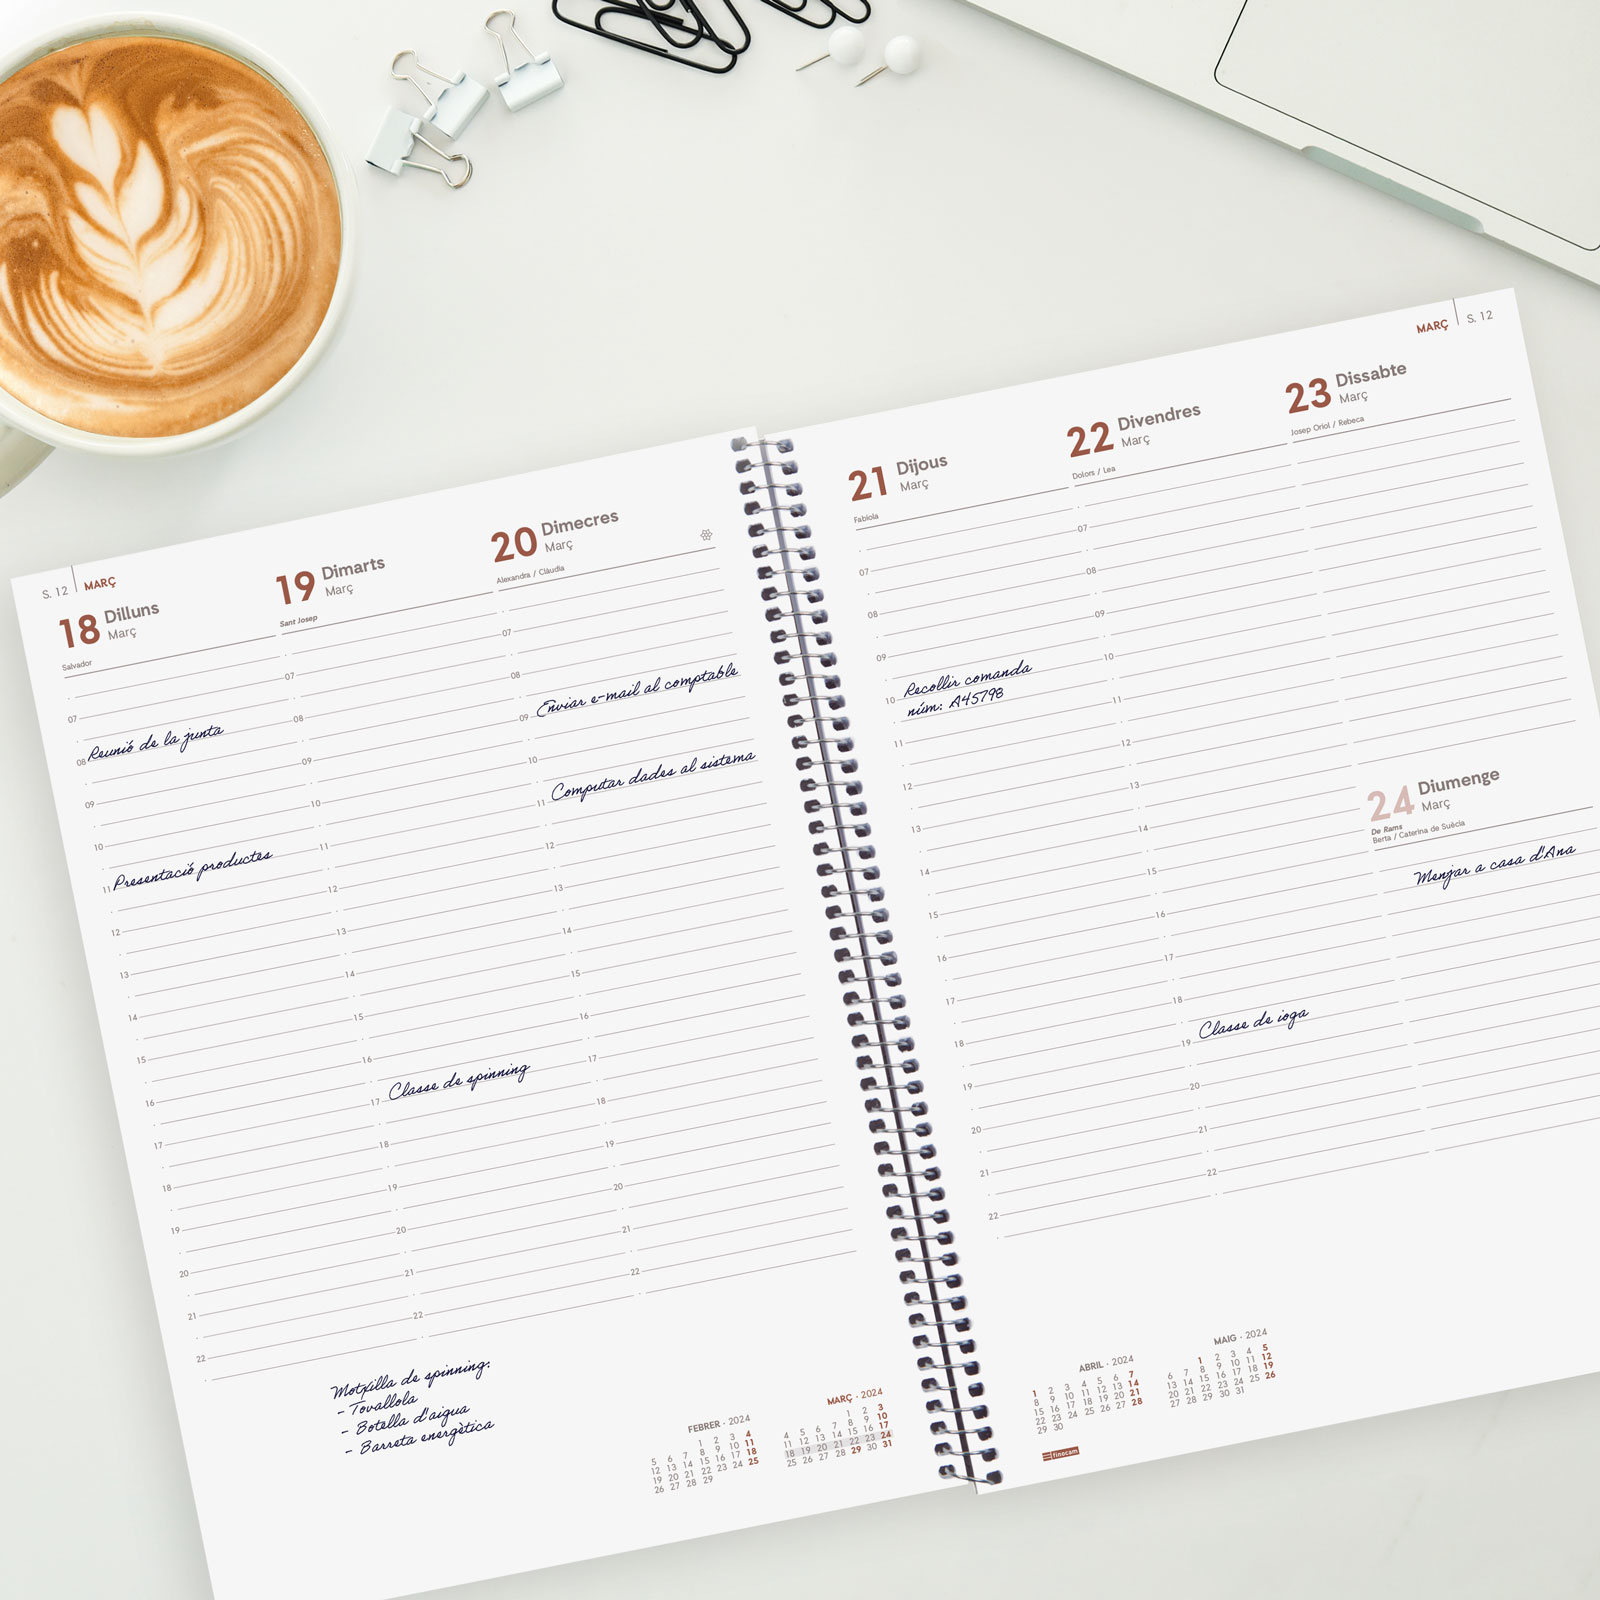 S. 12 | MARÇ
18 Dilluns
Març
Salvador
07
08 Reunió de la junta
09
10
11 Presentació productes
12
13
14
15
16
17
18
19
20
21
22
19 Dimarts
Març
Sant Josep
07
08
09
10
11
12
13
14
15
16
17 Classe de spinning
18
19
20
21
22
20 Dimecres
Març
Alexandra / Clàudia
07
08
09 Enviar e-mail al comptable
10
11 Computar dades al sistema
12
13
14
15
16
17
18
19
20
21
22
Motxilla de spinning:
- Tovallola
- Botella d'aigua
- Barreta energètica
FEBRER · 2024
1 2 3 4
5 6 7 8 9 10 11
12 13 14 15 16 17 18
19 20 21 22 23 24 25
26 27 28 29
MARÇ · 2024
1 2 3
4 5 6 7 8 9 10
11 12 13 14 15 16 17
18 19 20 21 22 23 24
25 26 27 28 29 30 31
MARÇ | S. 12
21 Dijous
Març
Fabiola
07
08
09
Recollir comanda
10 núm: A45798
11
12
13
14
15
16
17
18
19
20
21
22
22 Divendres
Març
Dolors / Lea
07
08
09
10
11
12
13
14
15
16
17
18
19 Classe de ioga
20
21
22
23 Dissabte
Març
Josep Oriol / Rebeca
24 Diumenge
Març
De Rams
Berta / Caterina de Suècia
Menjar a casa d'Ana
ABRIL · 2024
1 2 3 4 5 6 7
8 9 10 11 12 13 14
15 16 17 18 19 20 21
22 23 24 25 26 27 28
29 30
MAIG · 2024
1 2 3 4 5
6 7 8 9 10 11 12
13 14 15 16 17 18 19
20 21 22 23 24 25 26
27 28 29 30 31
finocam